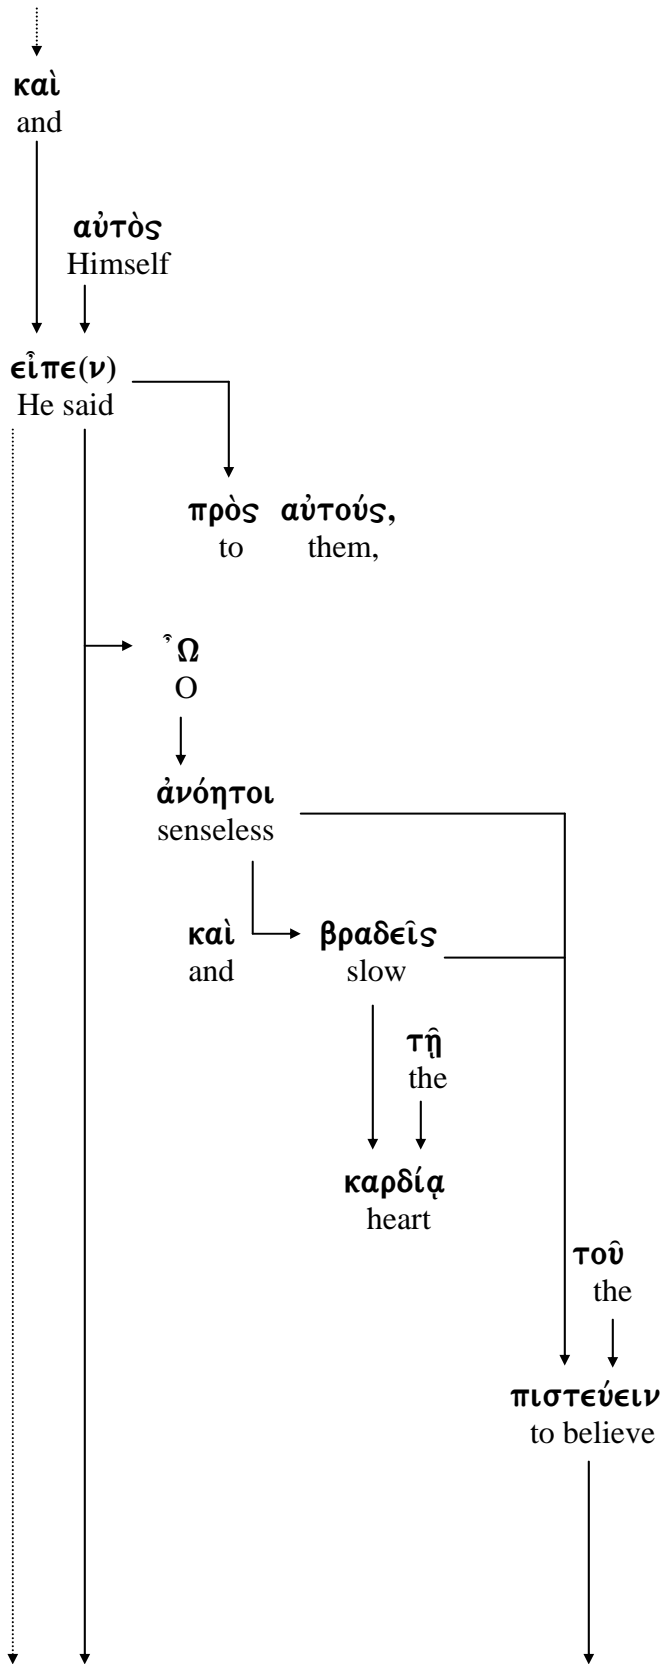 καὶ
and
αὐτὸς
Himself
εἶπε(ν)
He said
πρὸς αὐτούς,
to them,
Ὦ
O
ἀνόητοι
senseless
καὶ βραδεῖς
and slow
τῇ
the
καρδίᾳ
heart
τοῦ
the
πιστεύειν
to believe